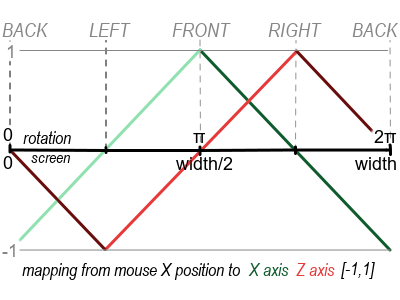 BACK LEFT FRONT RIGHT BACK
1
0 rotation π 2π
0 screen width/2 width
-1
mapping from mouse X position to X axis Z axis [-1,1]